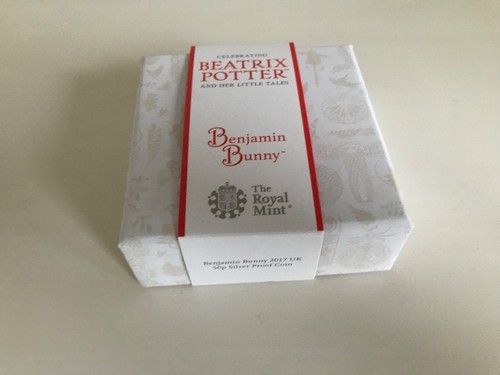 CELEBRATING
BEATRIX
POTTER™
AND HER LITTLE TALES
Benjamin
Bunny™
The
Royal
Mint®
Benjamin Bunny 2017 UK
50p Silver Proof Coin